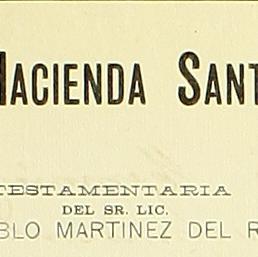 HACIENDA SANT
TESTAMENTARIA
DEL SR. LIC.
BLO MARTINEZ DEL R